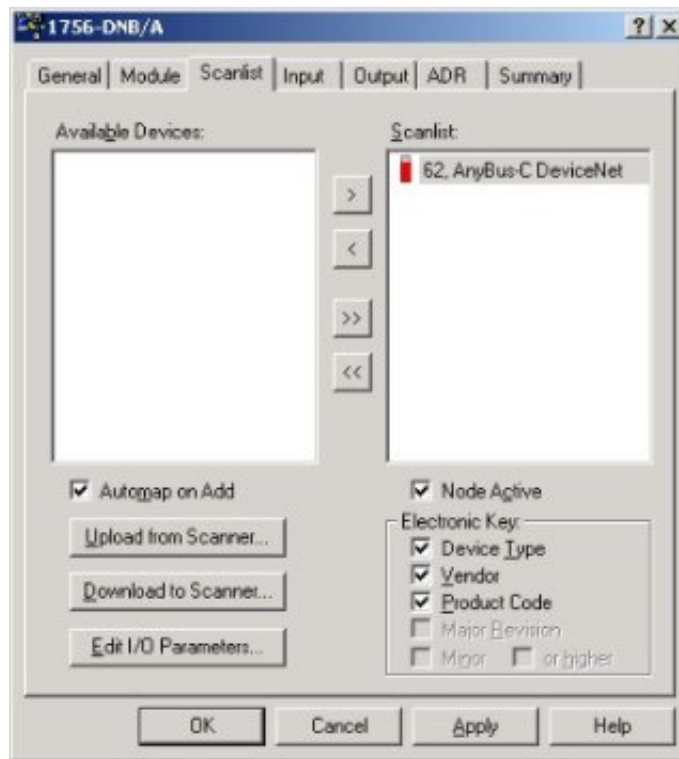 1756-DNB/A
General Module Scanlist Input Output ADR Summary
Available Devices:
Scanlist:
62, AnyBus-C DeviceNet
>
<
>>
<<
Automap on Add
Node Active
Upload from Scanner...
Download to Scanner...
Edit I/O Parameters...
Electronic Key:
Device Type
Vendor
Product Code
Major Revision
Minor or higher
OK Cancel Apply Help